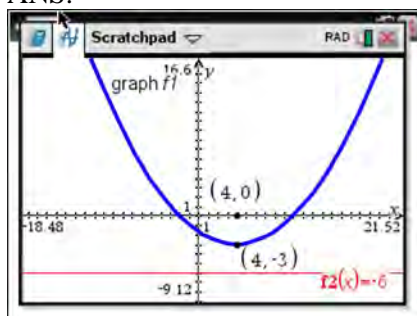 ANS:
Scratchpad RAD
16.6 y
graph f1
(4,0)
1 x
-18.48 1 21.52
(4,-3)
f2(x)=-6
-9.12